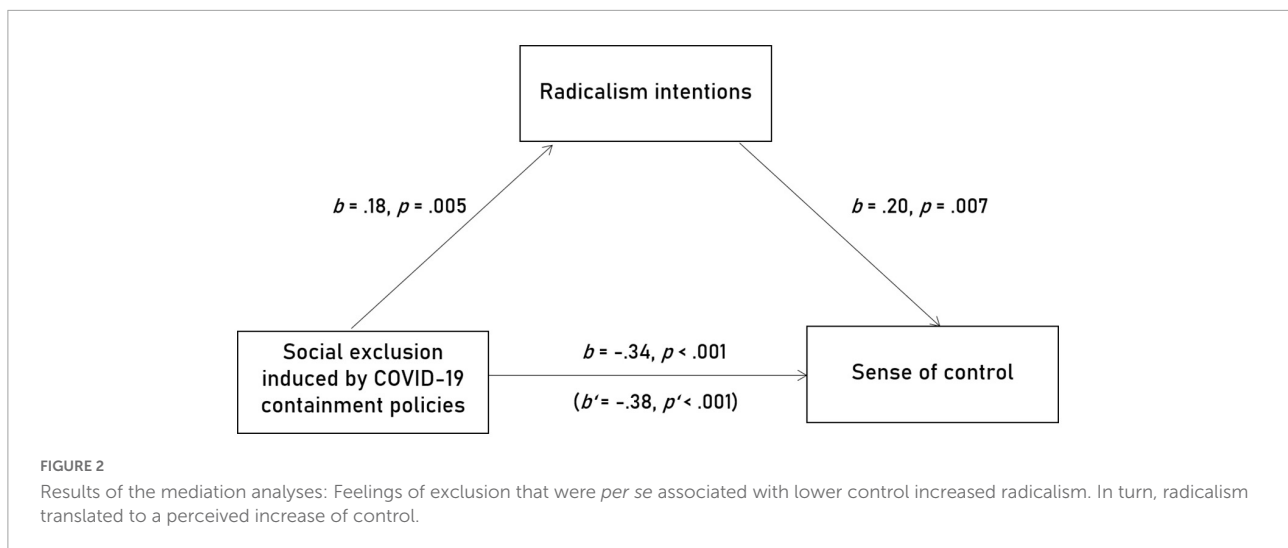 Radicalism intentions
b = .18, p = .005
b = .20, p = .007
Social exclusion
induced by COVID-19
containment policies
b = -.34, p < .001
(b‘ = -.38, p‘ < .001)
Sense of control
FIGURE 2
Results of the mediation analyses: Feelings of exclusion that were per se associated with lower control increased radicalism. In turn, radicalism
translated to a perceived increase of control.